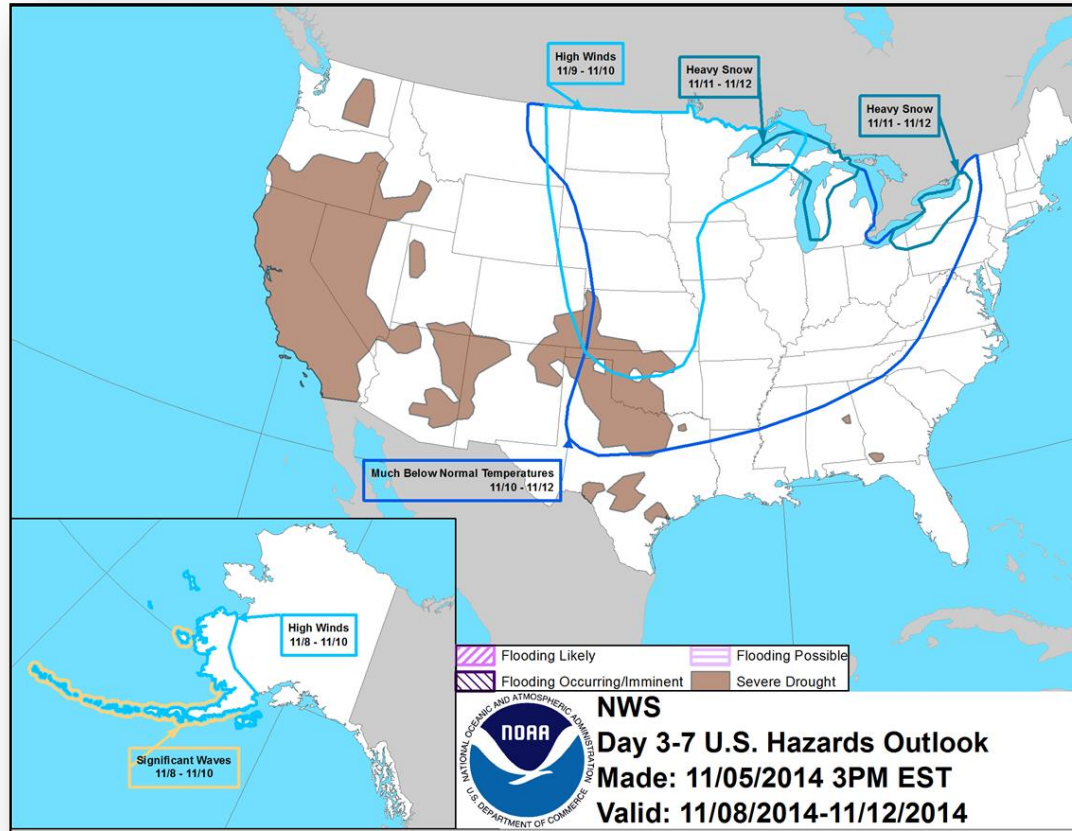 High Winds
11/9 - 11/10
Heavy Snow
11/11 - 11/12
Heavy Snow
11/11 - 11/12
Much Below Normal Temperatures
11/10 - 11/12
High Winds
11/8 - 11/10
Significant Waves
11/8 - 11/10
Flooding Likely
Flooding Possible
Flooding Occurring/Imminent
Severe Drought
NATIONAL OCEANIC AND ATMOSPHERIC ADMINISTRATION
NOAA
U.S. DEPARTMENT OF COMMERCE
NWS
Day 3-7 U.S. Hazards Outlook
Made: 11/05/2014 3PM EST
Valid: 11/08/2014-11/12/2014